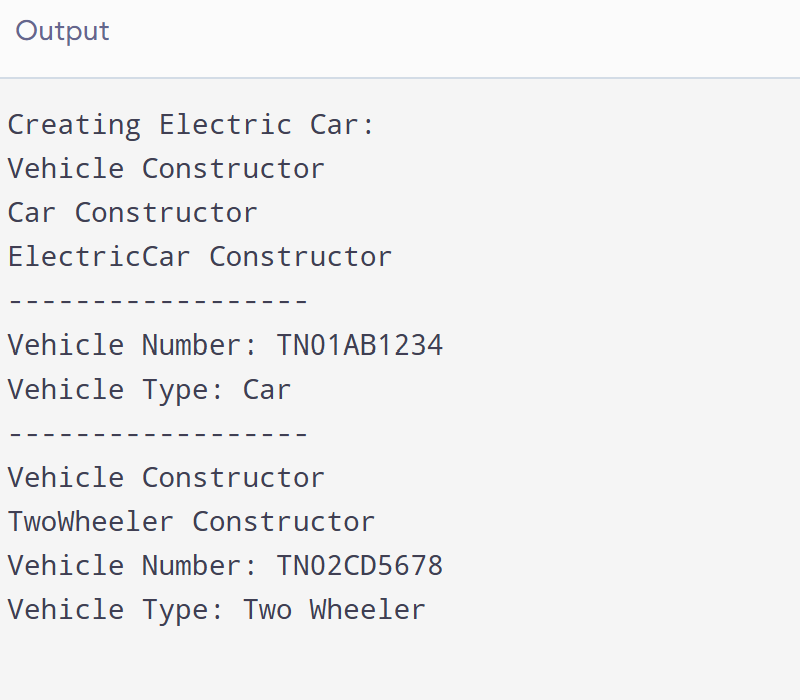 Output
Creating Electric Car:
Vehicle Constructor
Car Constructor
ElectricCar Constructor
------------------
Vehicle Number: TN01AB1234
Vehicle Type: Car
------------------
Vehicle Constructor
TwoWheeler Constructor
Vehicle Number: TN02CD5678
Vehicle Type: Two Wheeler